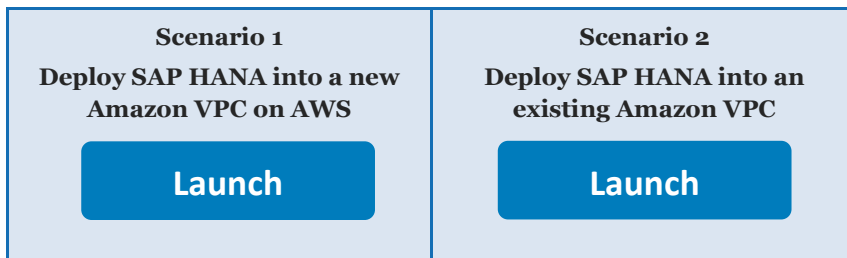 Scenario 1
Deploy SAP HANA into a new
Amazon VPC on AWS
Launch
Scenario 2
Deploy SAP HANA into an
existing Amazon VPC
Launch